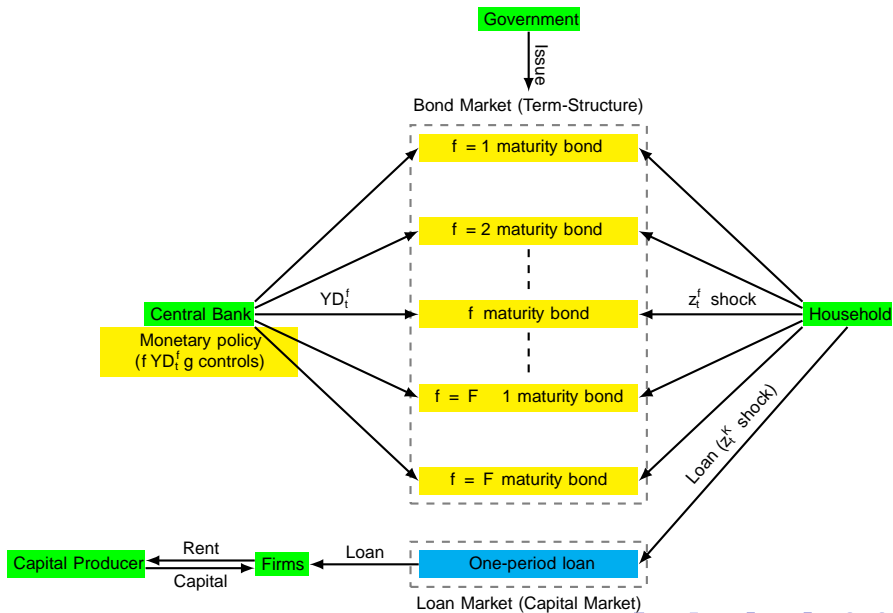 Government
Issue
Bond Market (Term-Structure)
f = 1 maturity bond
f = 2 maturity bond
YD_t^f
f maturity bond
z_t^f shock
Central Bank
Household
Monetary policy
(f YD_t^f g controls)
f = F 1 maturity bond
Loan (z_t^K shock)
f = F maturity bond
Capital Producer
Rent
Capital
Firms
Loan
One-period loan
Loan Market (Capital Market)